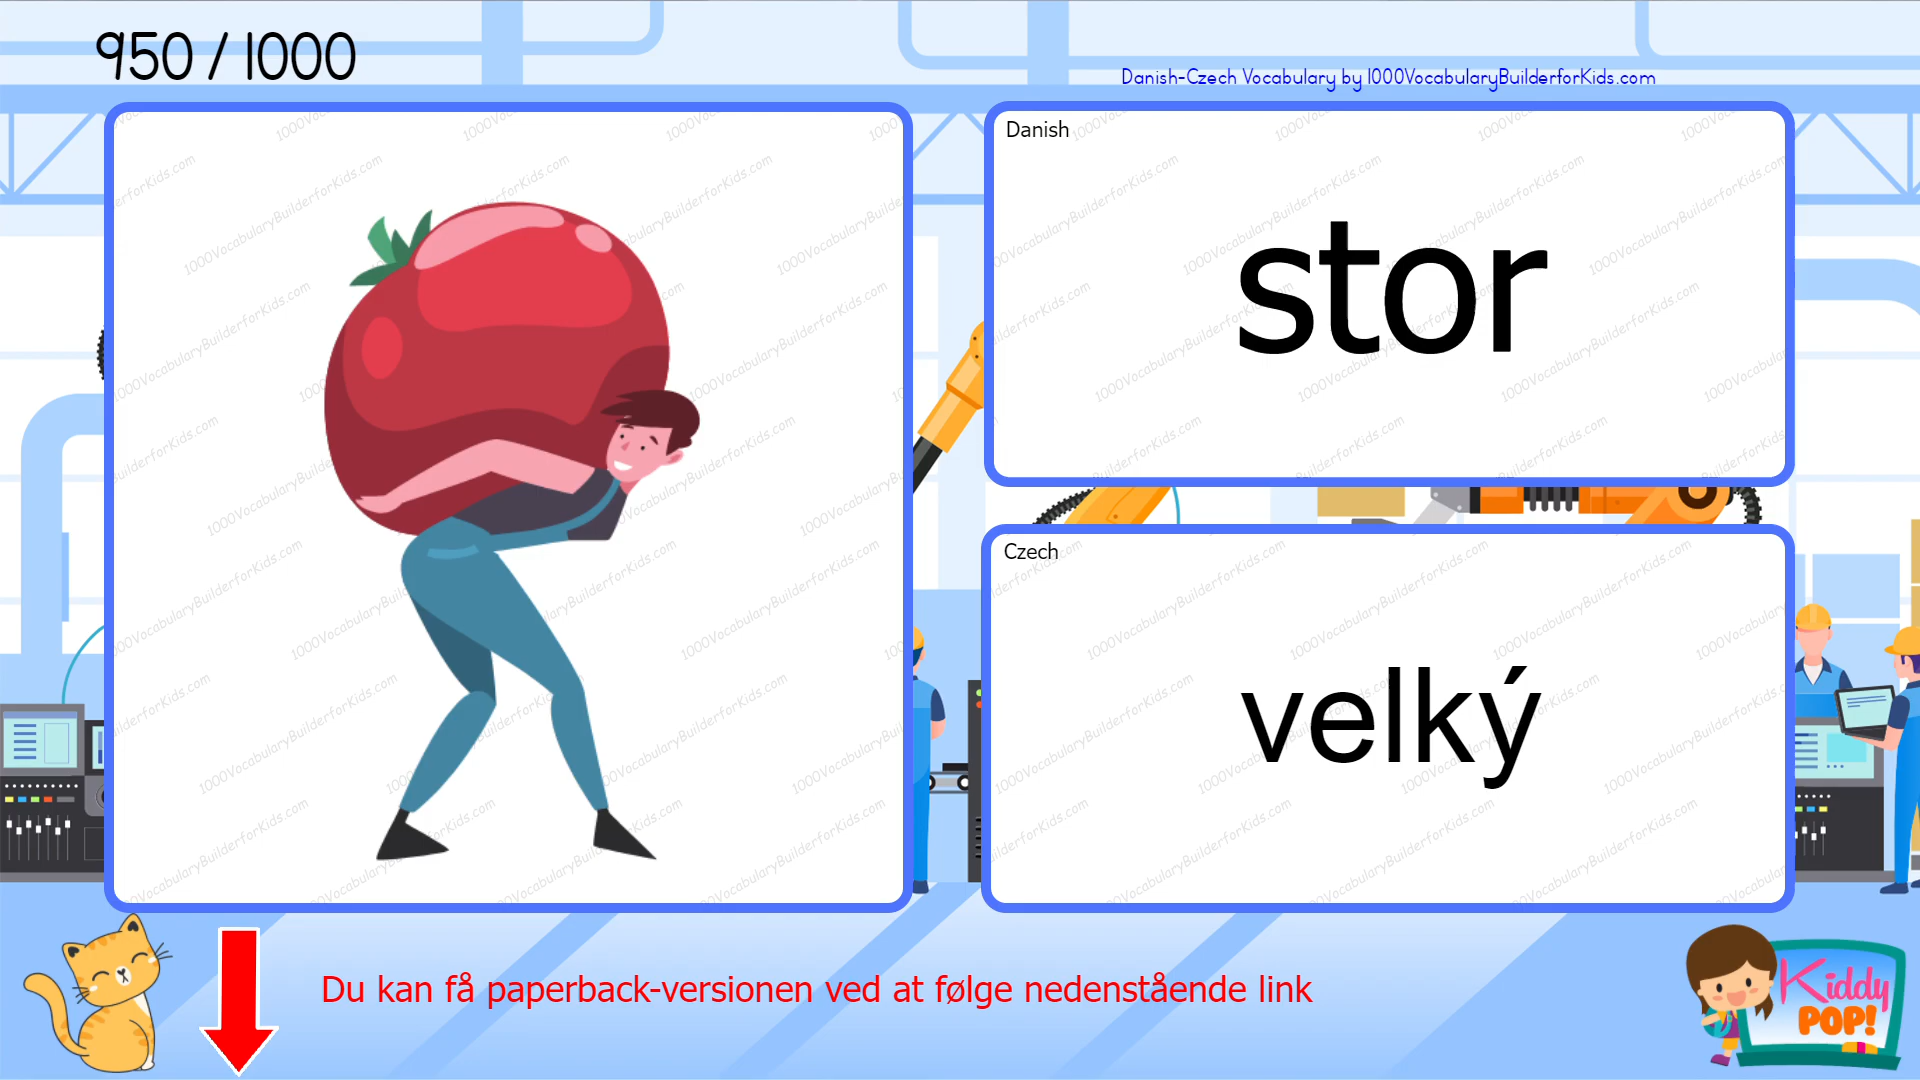 950 / 1000
Danish-Czech Vocabulary by 1000VocabularyBuilderforKids.com
Danish
stor
Czech
velký
Du kan få paperback-versionen ved at følge nedenstående link
Kiddy
POP!